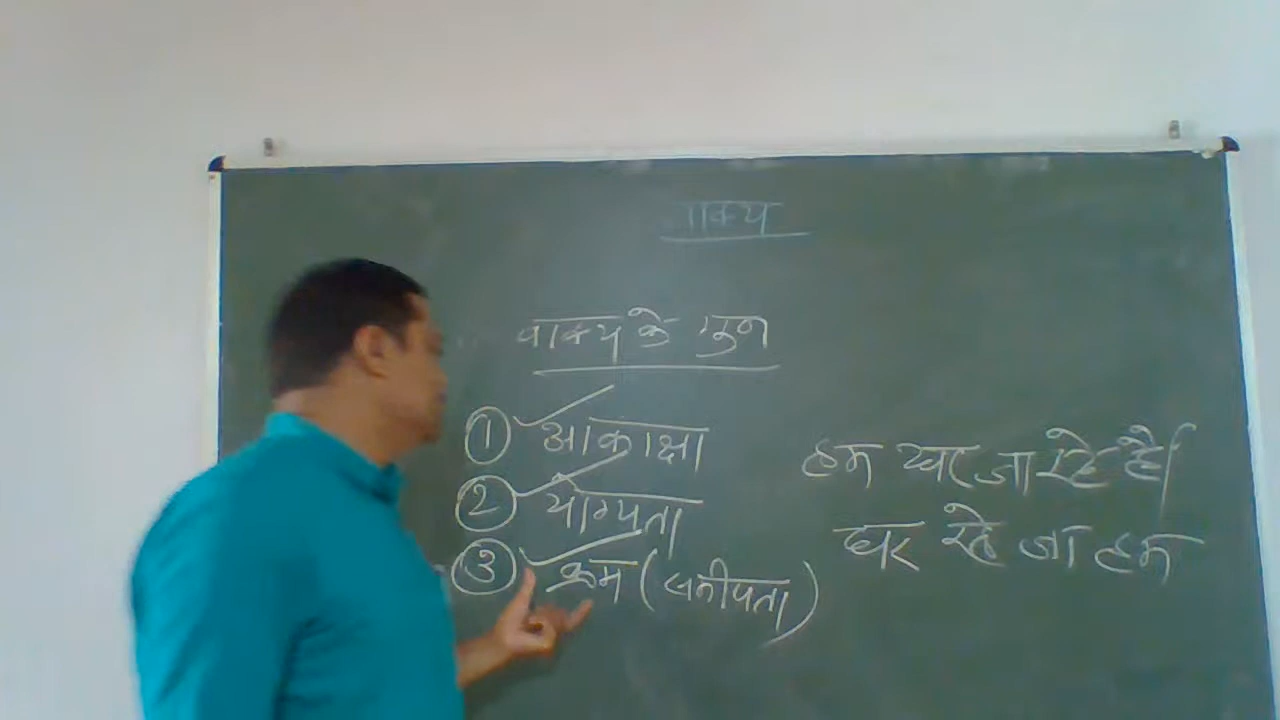 वाक्य
वाक्य के गुन
① आकाक्षा
② योग्यता
③ क्रम (समीपता)
हम घर जा रहे है।
घर रहे जा हम